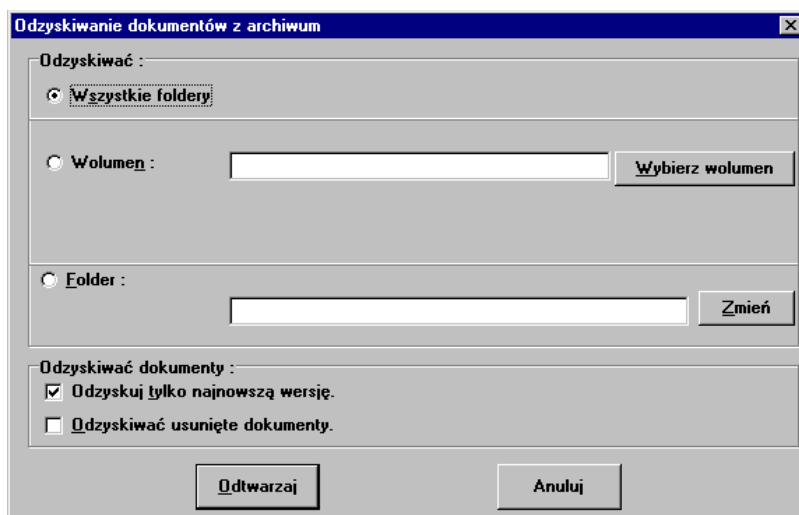 Odzyskiwanie dokumentów z archiwum
Odzyskiwać :
Wszystkie foldery
Wolumen :
Wybierz wolumen
Folder :
Zmień
Odzyskiwać dokumenty :
Odzyskuj tylko najnowszą wersję.
Odzyskiwać usunięte dokumenty.
Odtwarzaj
Anuluj